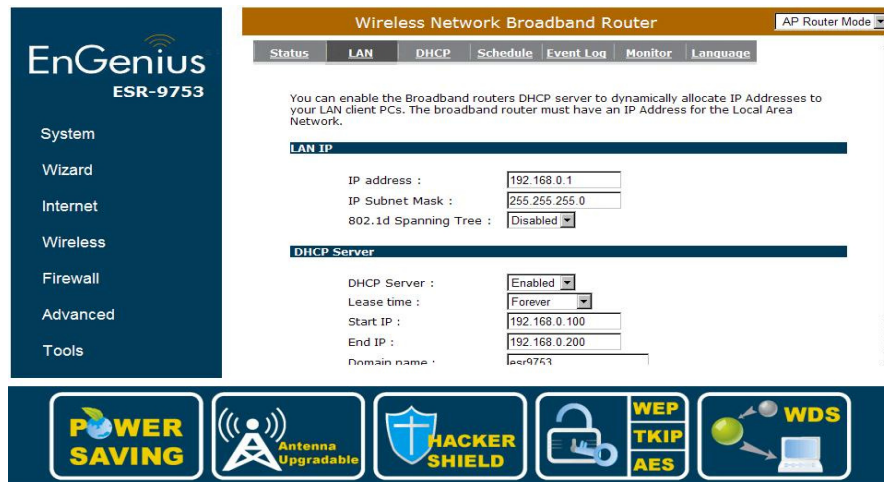 Wireless Network Broadband Router
AP Router Mode
EnGenius
ESR-9753
System
Wizard
Internet
Wireless
Firewall
Advanced
Tools
Status LAN DHCP Schedule Event Log Monitor Language
You can enable the Broadband routers DHCP server to dynamically allocate IP Addresses to
your LAN client PCs. The broadband router must have an IP Address for the Local Area
Network.
LAN IP
IP address : 192.168.0.1
IP Subnet Mask : 255.255.255.0
802.1d Spanning Tree : Disabled
DHCP Server
DHCP Server : Enabled
Lease time : Forever
Start IP : 192.168.0.100
End IP : 192.168.0.200
Domain name : esr9753
POWER
SAVING
Antenna
Upgradable
HACKER
SHIELD
WEP
TKIP
AES
WDS